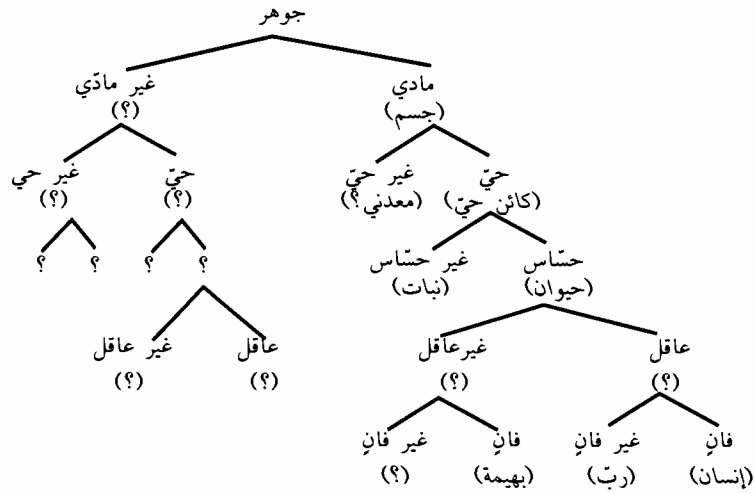 جوهر
مادي غير مادّي
(جسم) (؟)
حيّ غير حيّ حيّ غير حي
(كائن حيّ) (معدني؟) (؟) (؟)
؟ ؟ ؟ ؟
حسّاس غير حسّاس
(حيوان) (نبات)
عاقل غيرعاقل عاقل غير عاقل
(؟) (؟) (؟) (؟)
فانٍ غير فانٍ فانٍ غير فانٍ
(إنسان) (ربّ) (بهيمة) (؟)